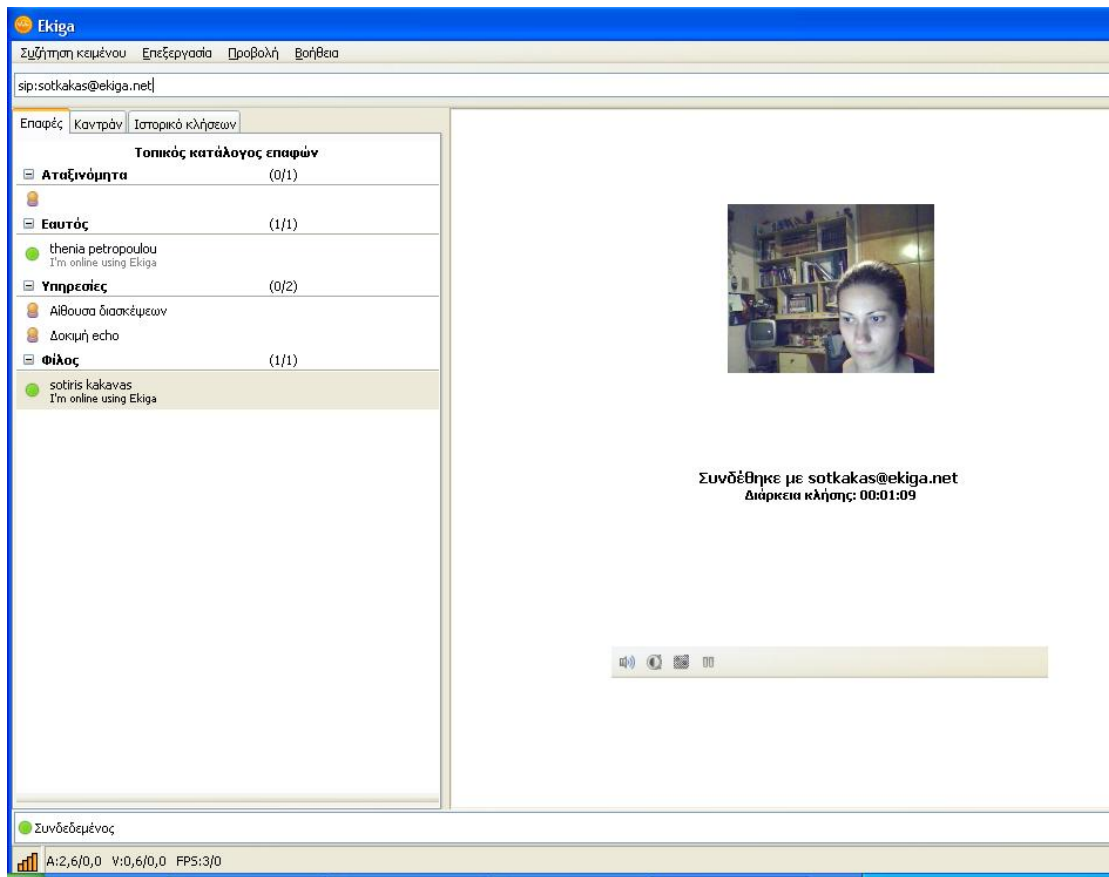 Ekiga
Συζήτηση κειμένου Επεξεργασία Προβολή Βοήθεια
sip:sotkakas@ekiga.net
Επαφές Καντράν Ιστορικό κλήσεων
Τοπικός κατάλογος επαφών
Αταξινόμητα (0/1)
Εαυτός (1/1)
thenia petropoulou
I'm online using Ekiga
Υπηρεσίες (0/2)
Αίθουσα διασκέψεων
Δοκιμή echo
Φίλος (1/1)
sotiris kakavas
I'm online using Ekiga
Συνδέθηκε με sotkakas@ekiga.net
Διάρκεια κλήσης: 00:01:09
Συνδεδεμένος
A:2,6/0,0 V:0,6/0,0 FPS:3/0